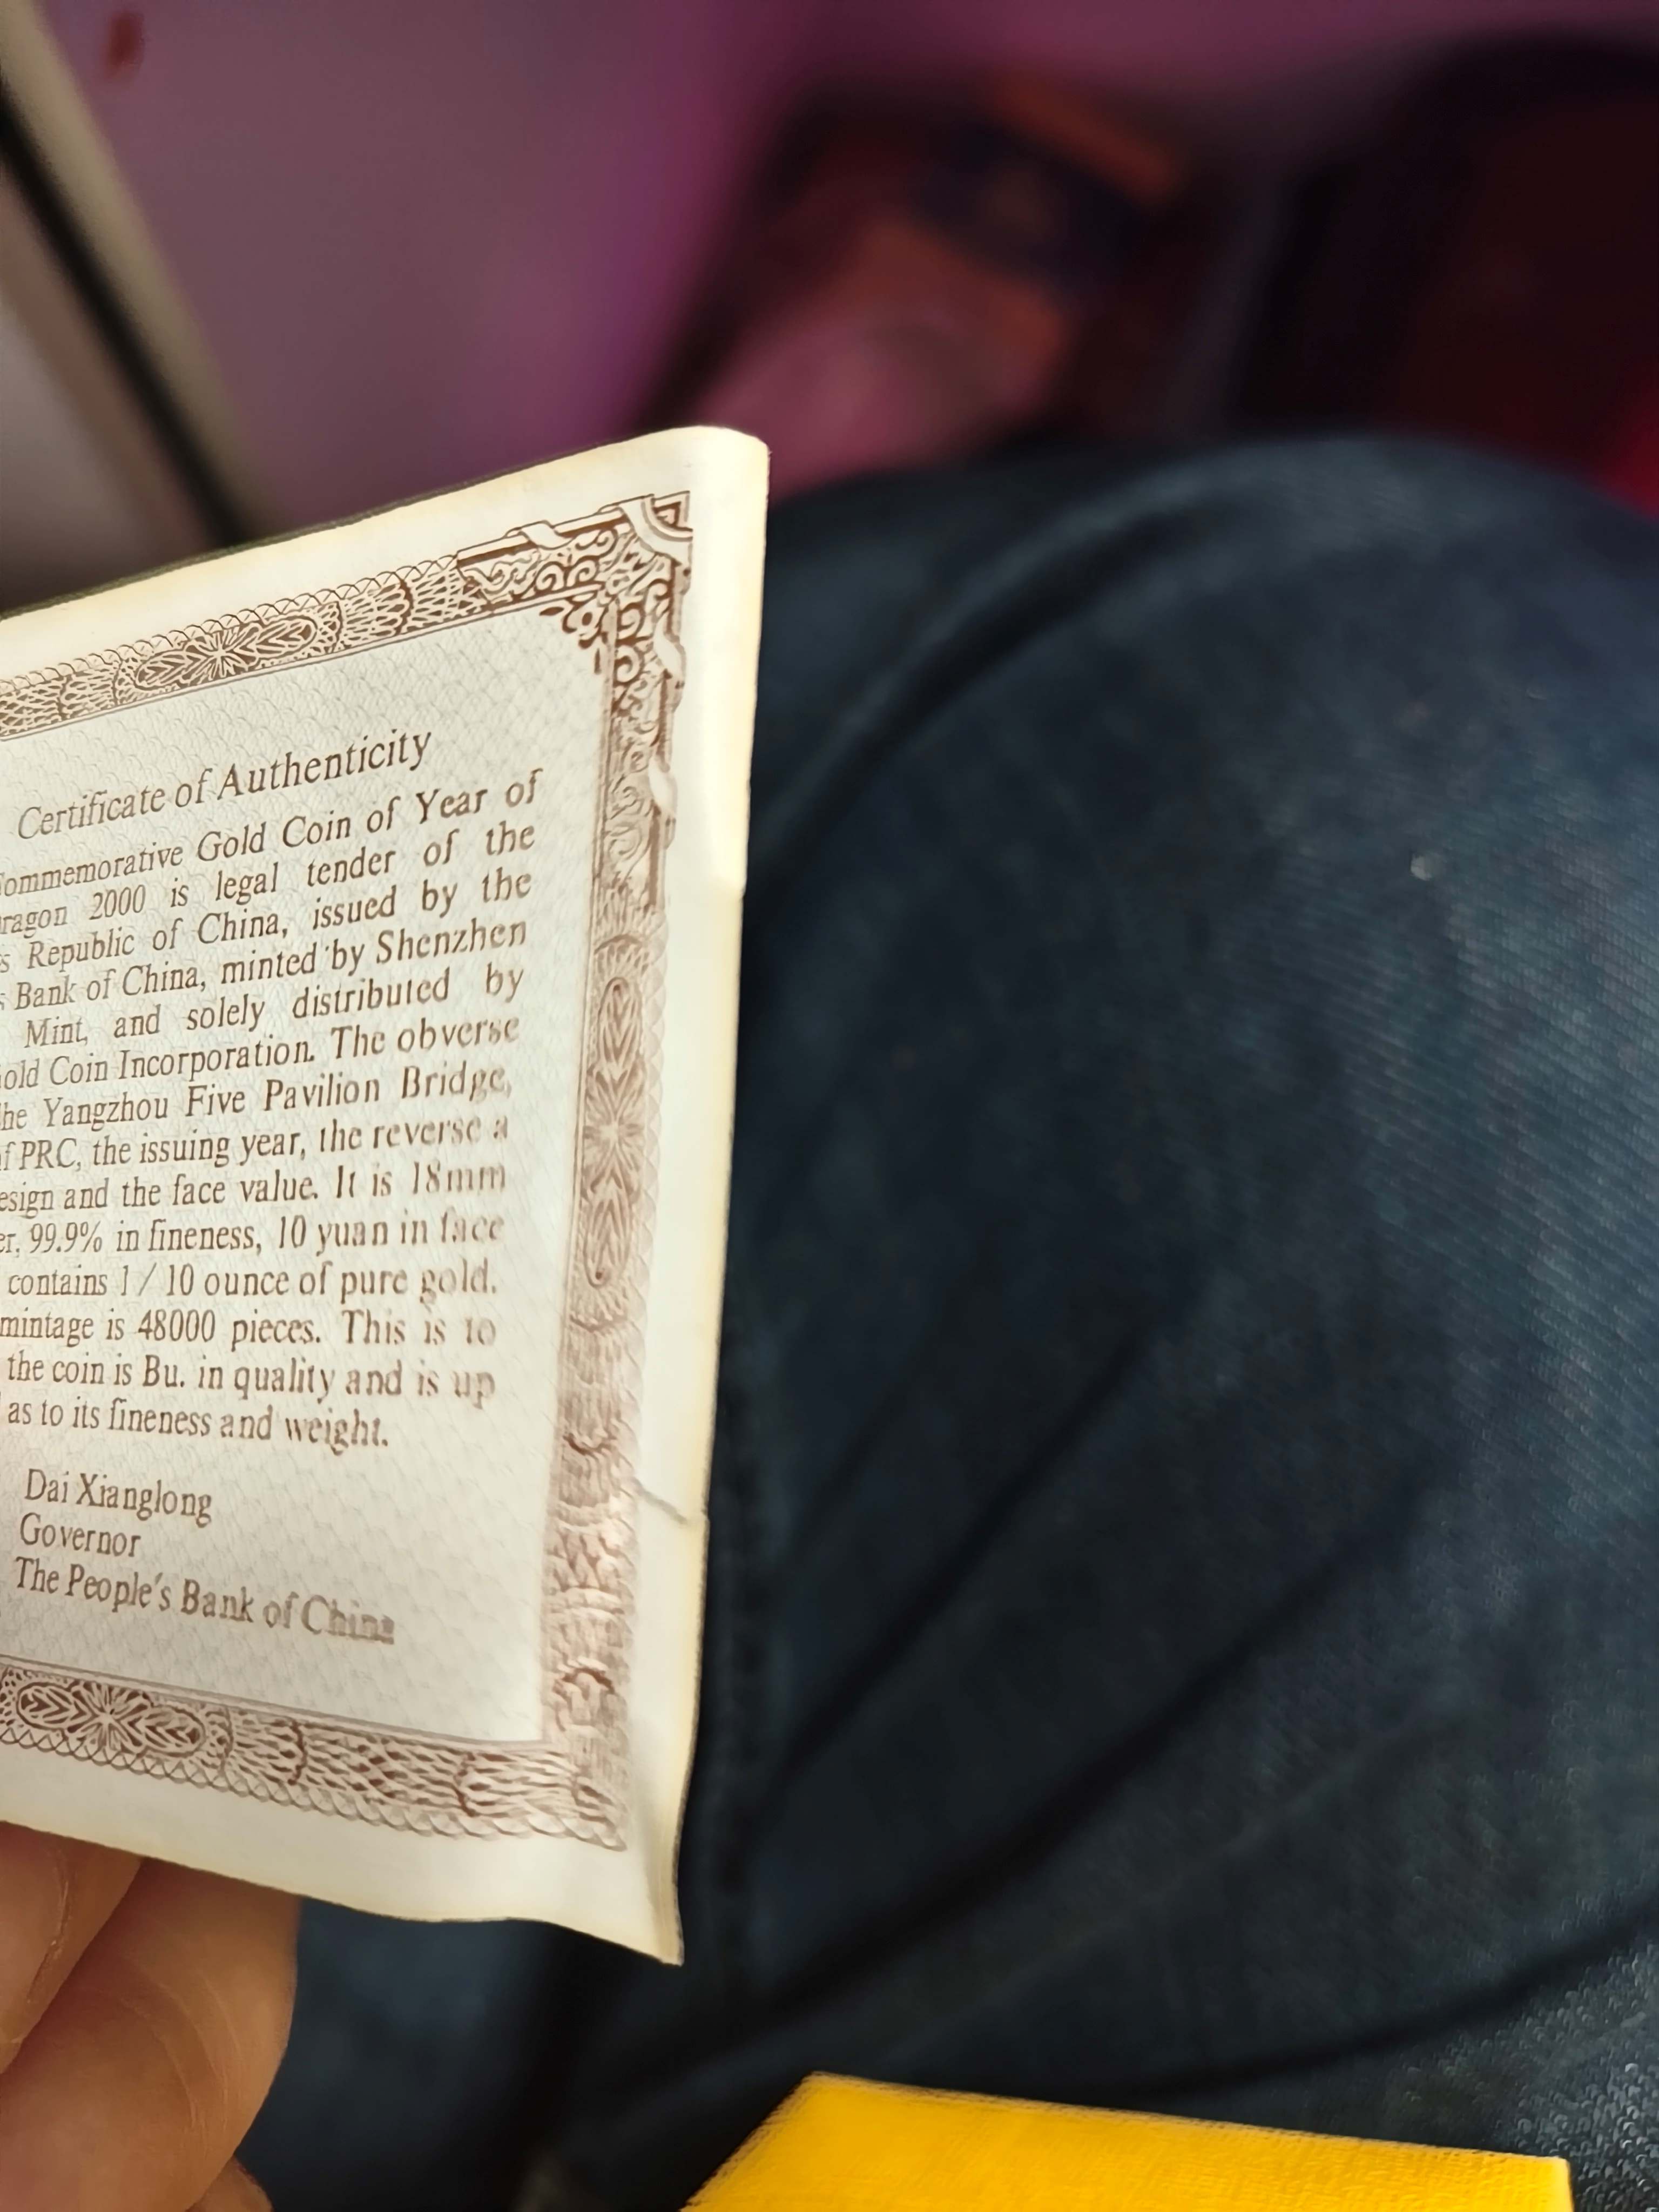 Certificate of Authenticity
Commemorative Gold Coin of Year of
ragon 2000 is legal tender of the
s Republic of China, issued by the
s Bank of China, minted by Shenzhen
Mint, and solely distributed by
old Coin Incorporation. The obverse
he Yangzhou Five Pavilion Bridge,
f PRC, the issuing year, the reverse a
esign and the face value. It is 18mm
er, 99.9% in fineness, 10 yuan in face
contains 1/10 ounce of pure gold.
mintage is 48000 pieces. This is to
the coin is Bu. in quality and is up
as to its fineness and weight.
Dai Xianglong
Governor
The People's Bank of China